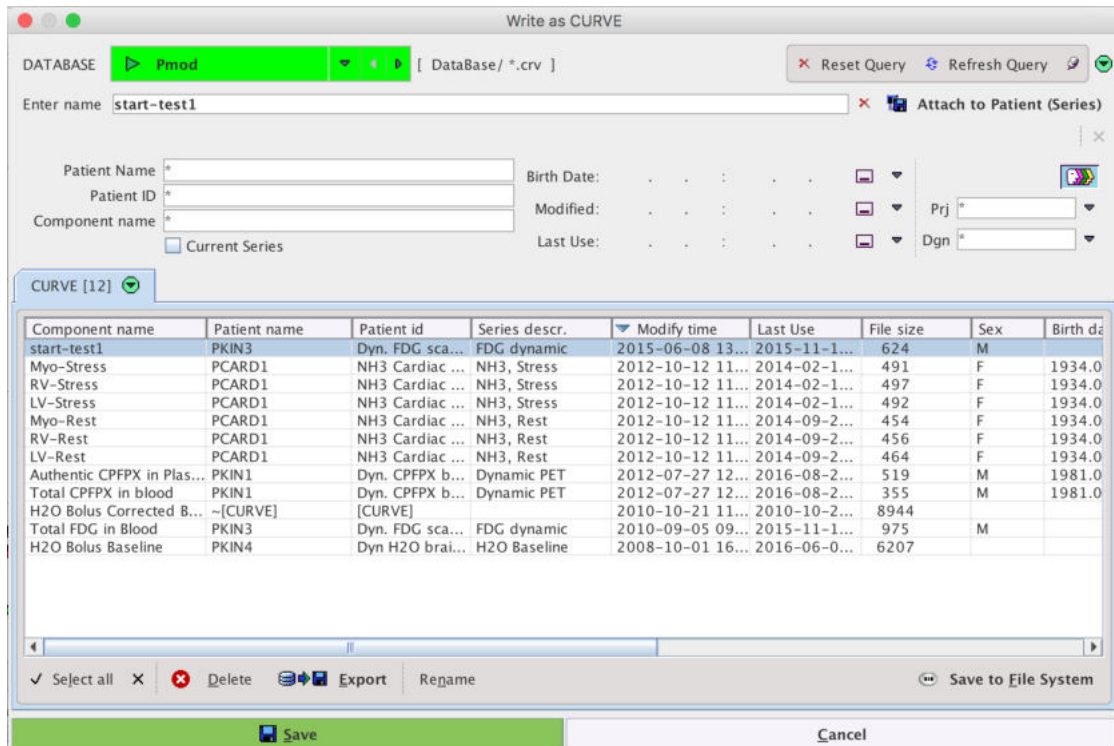 Write as CURVE
DATABASE Pmod [ DataBase/ *.crv ] Reset Query Refresh Query
Enter name start-test1 Attach to Patient (Series)
Patient Name * Birth Date: . . : . .
Patient ID * Modified: . . : . . Prj *
Component name * Last Use: . . : . . Dgn *
Current Series
CURVE [12]
Component name Patient name Patient id Series descr. Modify time Last Use File size Sex Birth da
start-test1 PKIN3 Dyn. FDG sca... FDG dynamic 2015-06-08 13... 2015-11-1... 624 M
Myo-Stress PCARD1 NH3 Cardiac ... NH3, Stress 2012-10-12 11... 2014-02-1... 491 F 1934.0
RV-Stress PCARD1 NH3 Cardiac ... NH3, Stress 2012-10-12 11... 2014-02-1... 497 F 1934.0
LV-Stress PCARD1 NH3 Cardiac ... NH3, Stress 2012-10-12 11... 2014-02-1... 492 F 1934.0
Myo-Rest PCARD1 NH3 Cardiac ... NH3, Rest 2012-10-12 11... 2014-09-2... 454 F 1934.0
RV-Rest PCARD1 NH3 Cardiac ... NH3, Rest 2012-10-12 11... 2014-09-2... 456 F 1934.0
LV-Rest PCARD1 NH3 Cardiac ... NH3, Rest 2012-10-12 11... 2014-09-2... 464 F 1934.0
Authentic CPFPX in Plas... PKIN1 Dyn. CPFPX b... Dynamic PET 2012-07-27 12... 2016-08-2... 519 M 1981.0
Total CPFPX in blood PKIN1 Dyn. CPFPX b... Dynamic PET 2012-07-27 12... 2016-08-2... 355 M 1981.0
H2O Bolus Corrected B... ~[CURVE] [CURVE] 2010-10-21 11... 2010-10-2... 8944
Total FDG in Blood PKIN3 Dyn. FDG sca... FDG dynamic 2010-09-05 09... 2015-11-1... 975 M
H2O Bolus Baseline PKIN4 Dyn H2O brai... H2O Baseline 2008-10-01 16... 2016-06-0... 6207
Select all Delete Export Rename Save to File System
Save Cancel